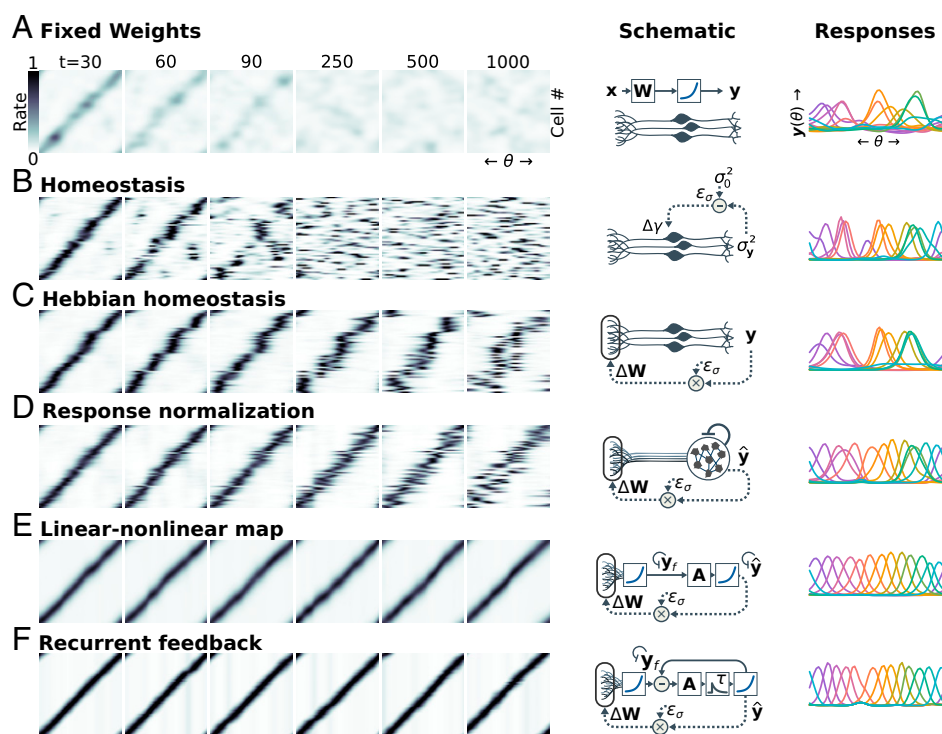 A Fixed Weights Schematic Responses
1 t=30 60 90 250 500 1000
Rate
0
Cell #
← θ →
x W y
y(θ) →
← θ →
B Homeostasis
σ₀²
εσ
−
Δγ
σy²
C Hebbian homeostasis
y
ΔW
εσ
×
D Response normalization
ŷ
ΔW
εσ
×
E Linear-nonlinear map
yf A ŷ
ΔW
εσ
×
F Recurrent feedback
yf
− A τ
ŷ
ΔW
εσ
×